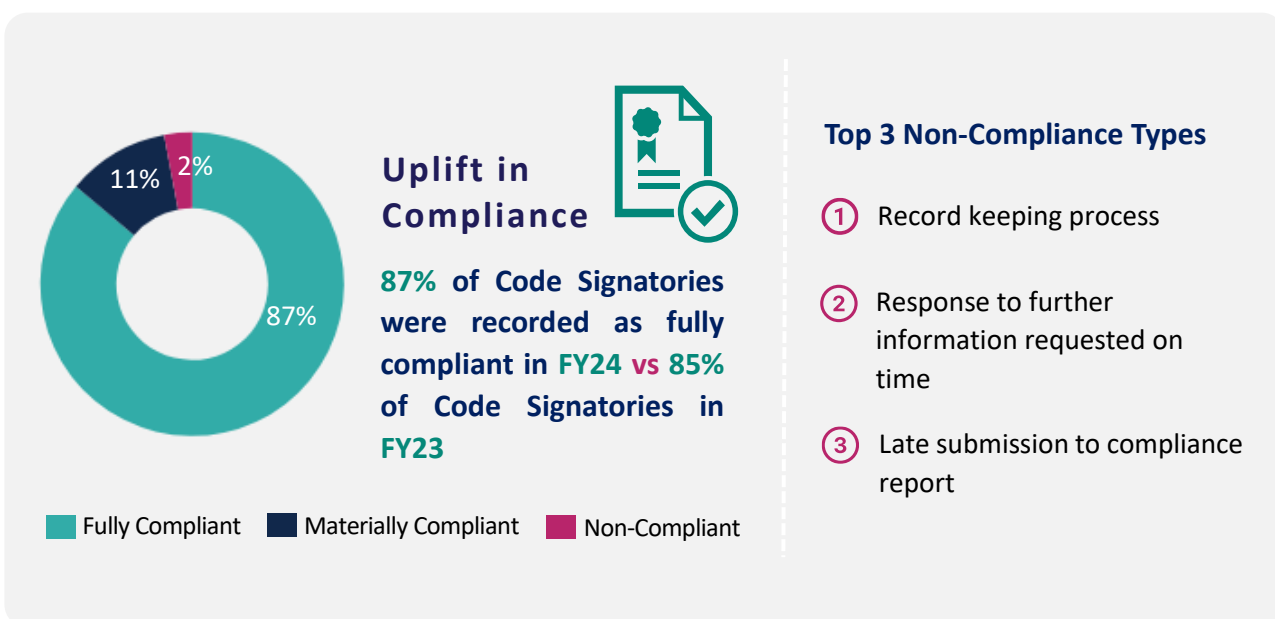 11%
2%
87%
Uplift in
Compliance
87% of Code Signatories
were recorded as fully
compliant in FY24 vs 85%
of Code Signatories in
FY23
Fully Compliant
Materially Compliant
Non-Compliant
Top 3 Non-Compliance Types
1 Record keeping process
2 Response to further
information requested on
time
3 Late submission to compliance
report